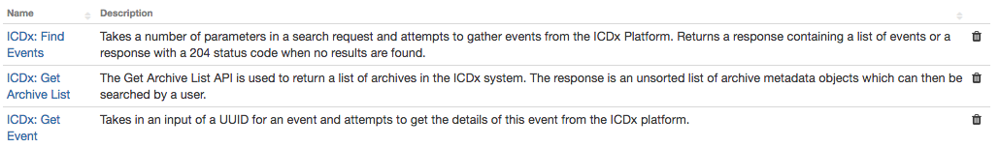 Name Description
ICDx: Find Takes a number of parameters in a search request and attempts to gather events from the ICDx Platform. Returns a response containing a list of events or a
Events response with a 204 status code when no results are found.
ICDx: Get The Get Archive List API is used to return a list of archives in the ICDx system. The response is an unsorted list of archive metadata objects which can then be
Archive List searched by a user.
ICDx: Get Takes in an input of a UUID for an event and attempts to get the details of this event from the ICDx platform.
Event